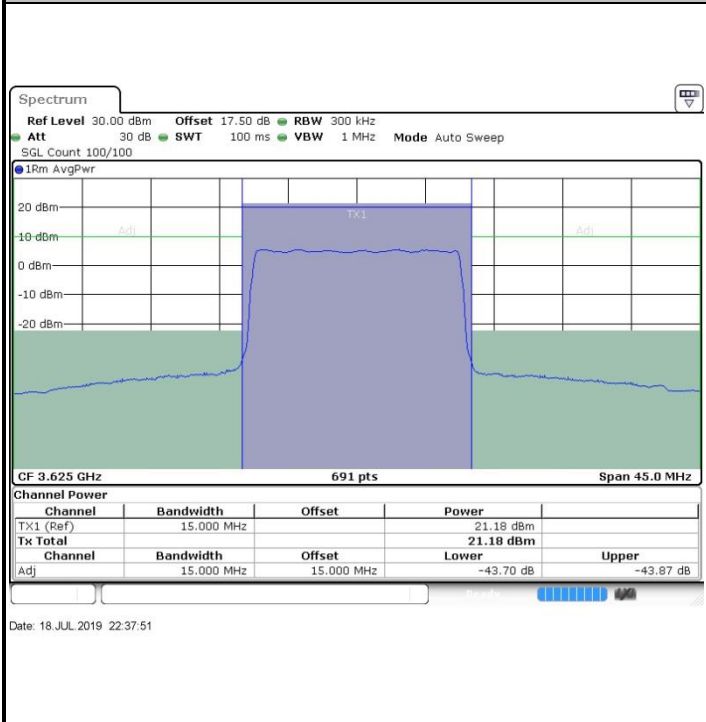 Spectrum
Ref Level 30.00 dBm Offset 17.50 dB RBW 300 kHz
Att 30 dB SWT 100 ms VBW 1 MHz Mode Auto Sweep
SGL Count 100/100
1Rm AvgPwr
20 dBm
TX1
Adj Adj
10 dBm
0 dBm
-10 dBm
-20 dBm
CF 3.625 GHz 691 pts Span 45.0 MHz
Channel Power
Channel Bandwidth Offset Power
TX1 (Ref) 15.000 MHz 21.18 dBm
Tx Total 21.18 dBm
Channel Bandwidth Offset Lower Upper
Adj 15.000 MHz 15.000 MHz -43.70 dB -43.87 dB
Ready
Date: 18.JUL.2019 22:37:51